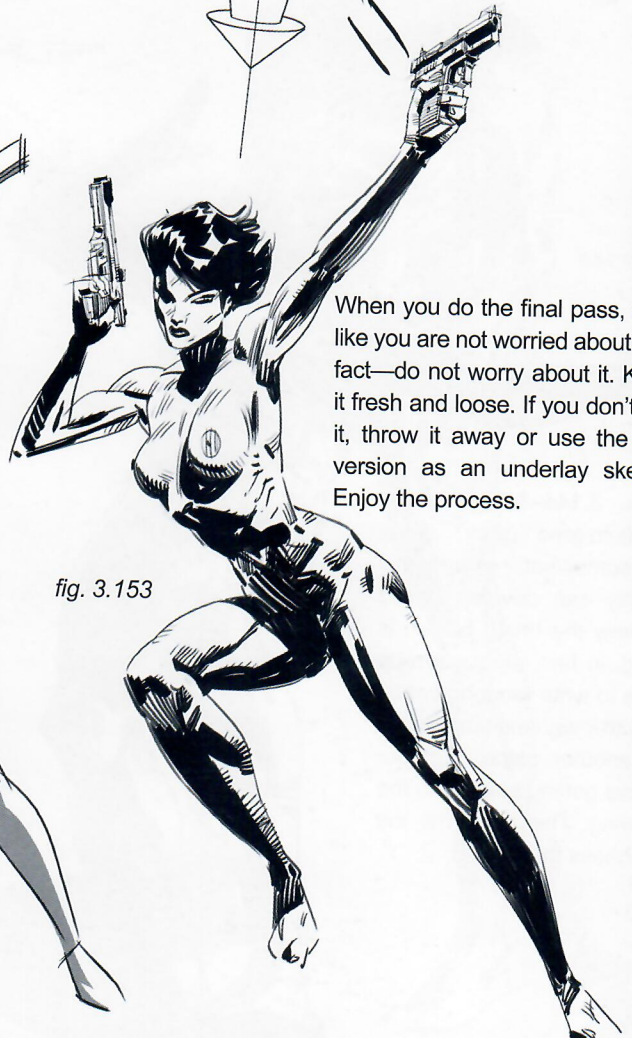 When you do the final pass,
like you are not worried about
fact—do not worry about it. K
it fresh and loose. If you don't
it, throw it away or use the
version as an underlay ske
Enjoy the process.
fig. 3.153